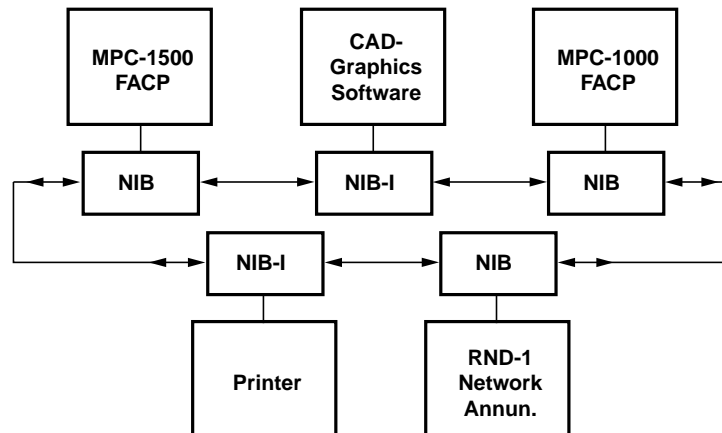 MPC-1500
FACP
CAD-
Graphics
Software
MPC-1000
FACP
NIB
NIB-I
NIB
NIB-I
NIB
Printer
RND-1
Network
Annun.